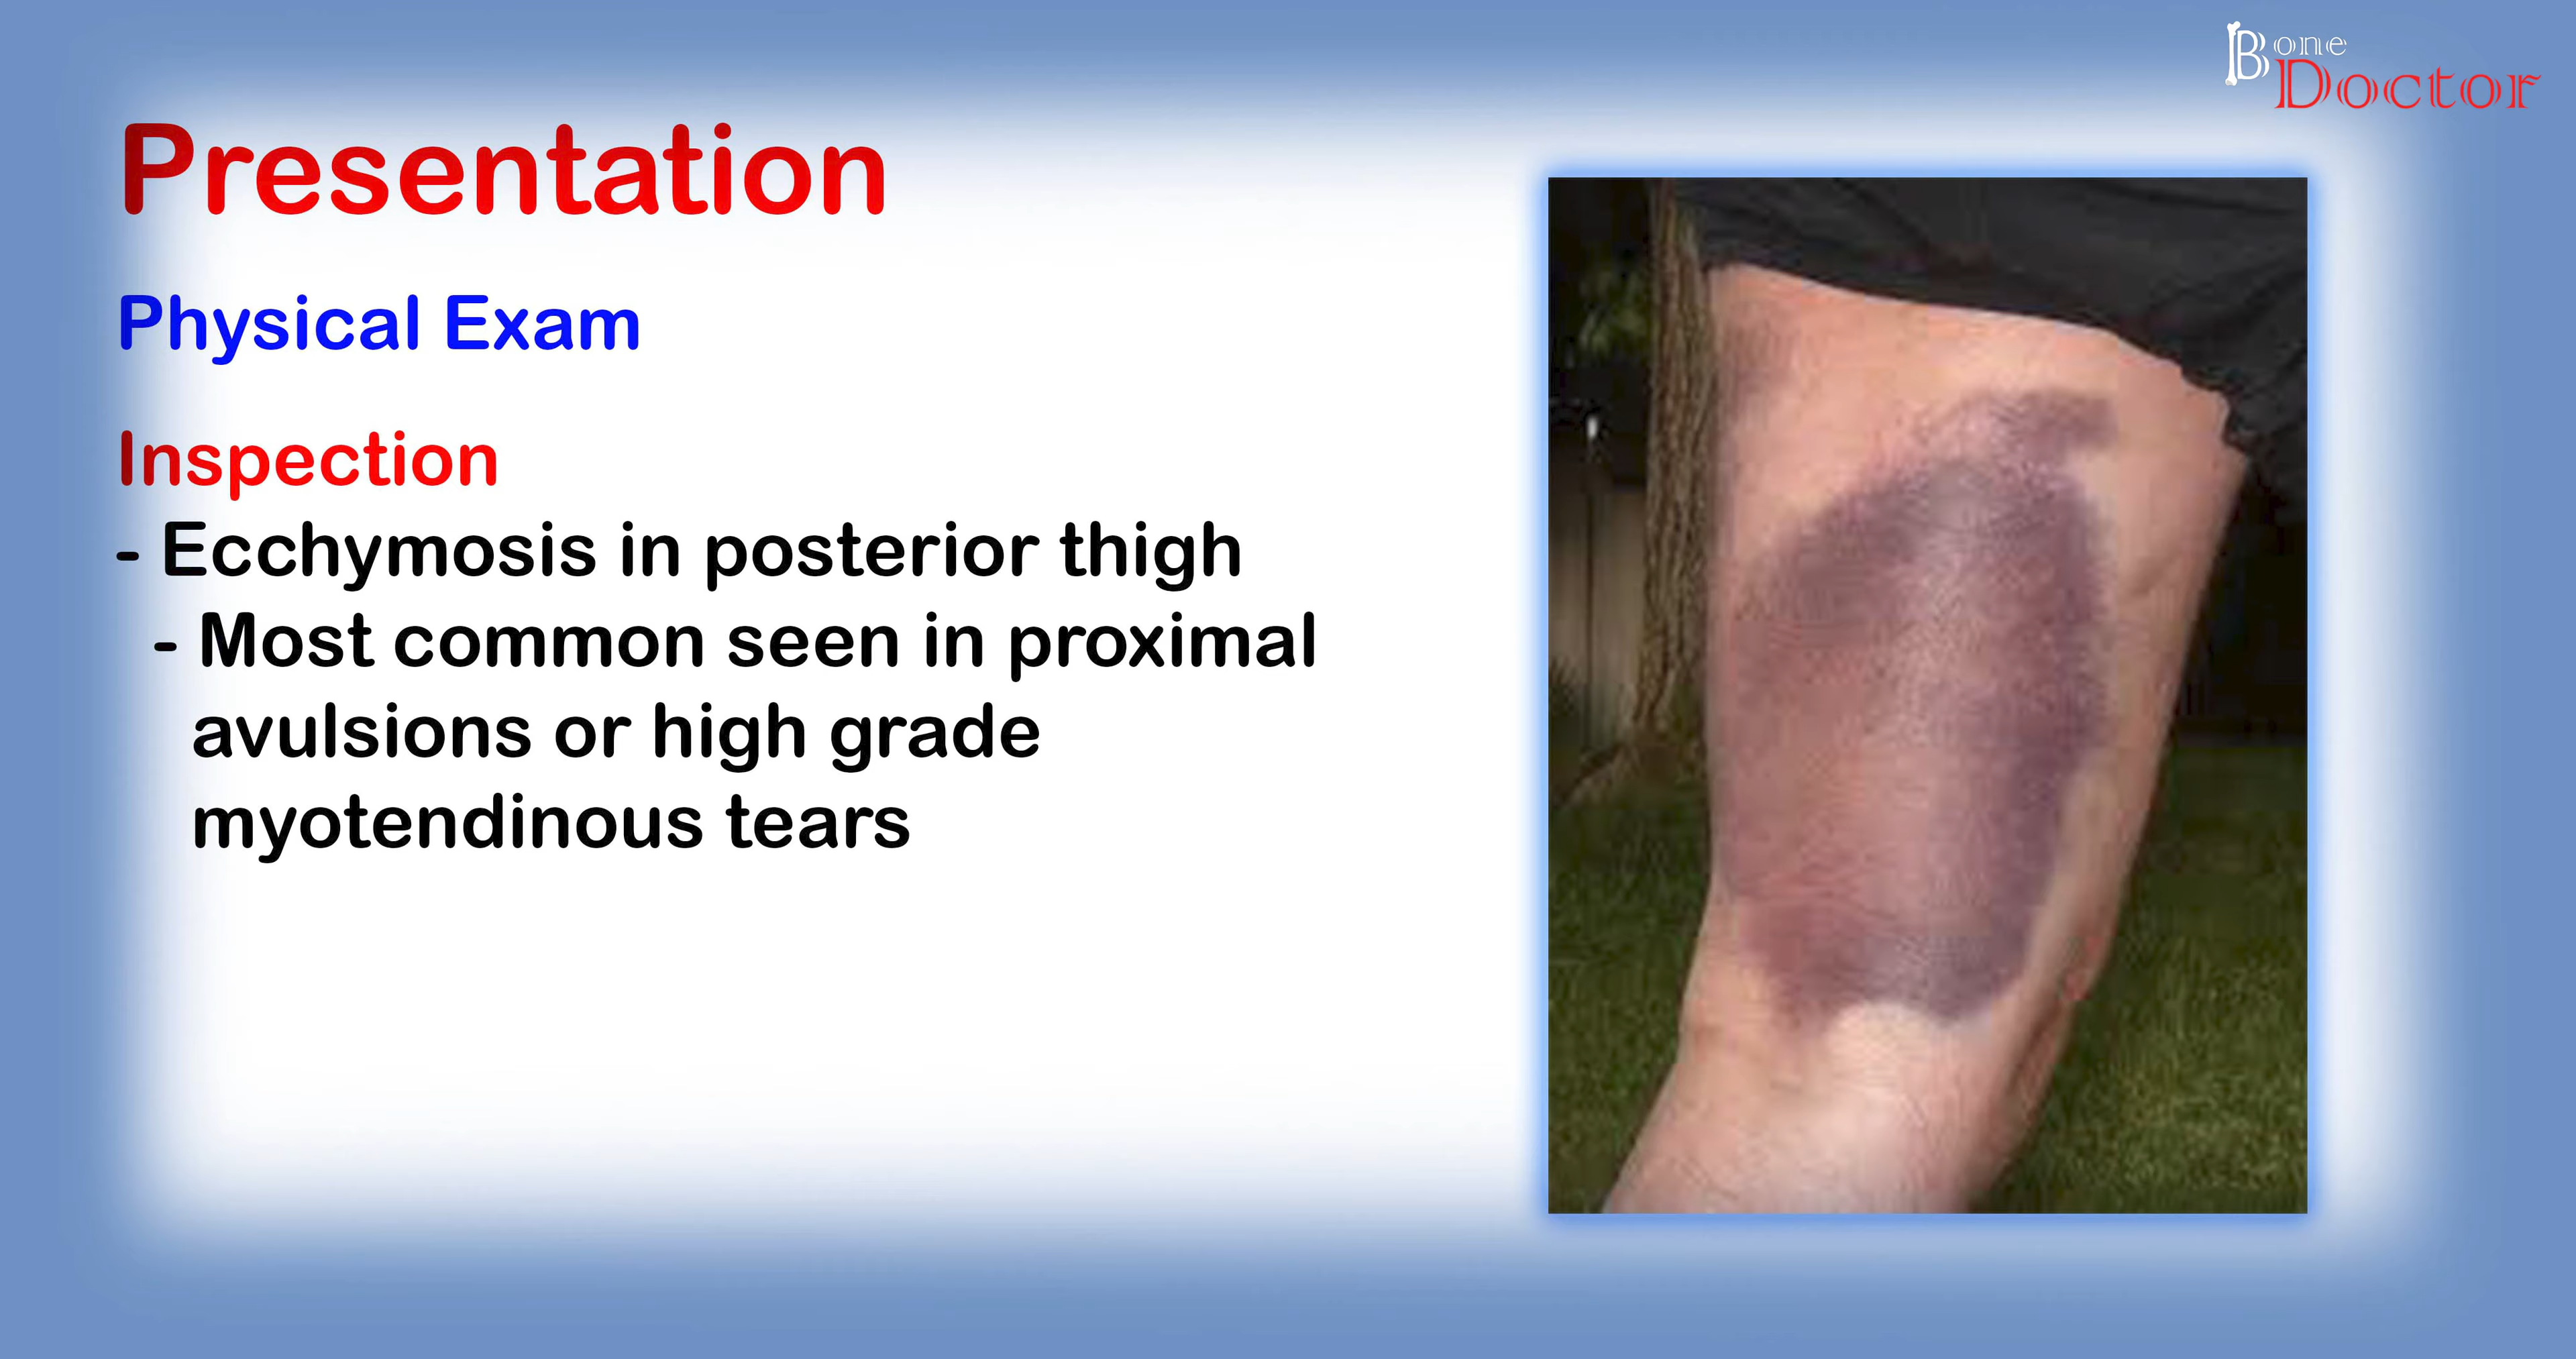 Bone
Doctor
Presentation
Physical Exam
Inspection
- Ecchymosis in posterior thigh
- Most common seen in proximal
avulsions or high grade
myotendinous tears